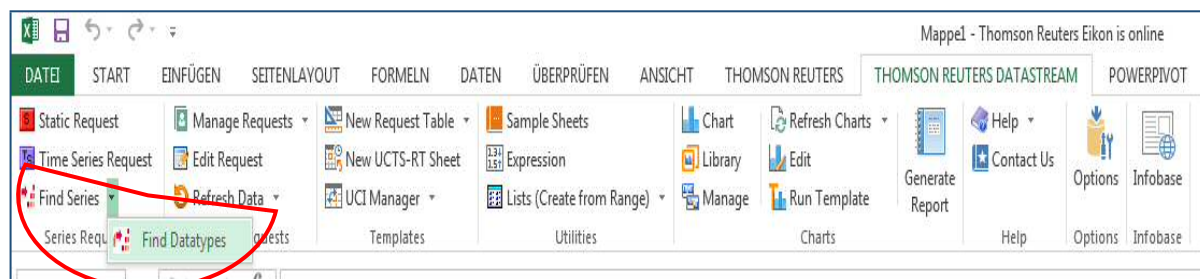 Mappe1 - Thomson Reuters Eikon is online
DATEI START EINFÜGEN SEITENLAYOUT FORMELN DATEN ÜBERPRÜFEN ANSICHT THOMSON REUTERS THOMSON REUTERS DATASTREAM POWERPIVOT
S Static Request Manage Requests New Request Table Sample Sheets Chart Refresh Charts Help
Ts Time Series Request Edit Request New UCTS-RT Sheet Expression Library Edit Generate Report Contact Us Options Infobase
Find Series Refresh Data UCI Manager Lists (Create from Range) Manage Run Template
Series Requ quests Templates Utilities Charts Help Options Infobase
Find Datatypes